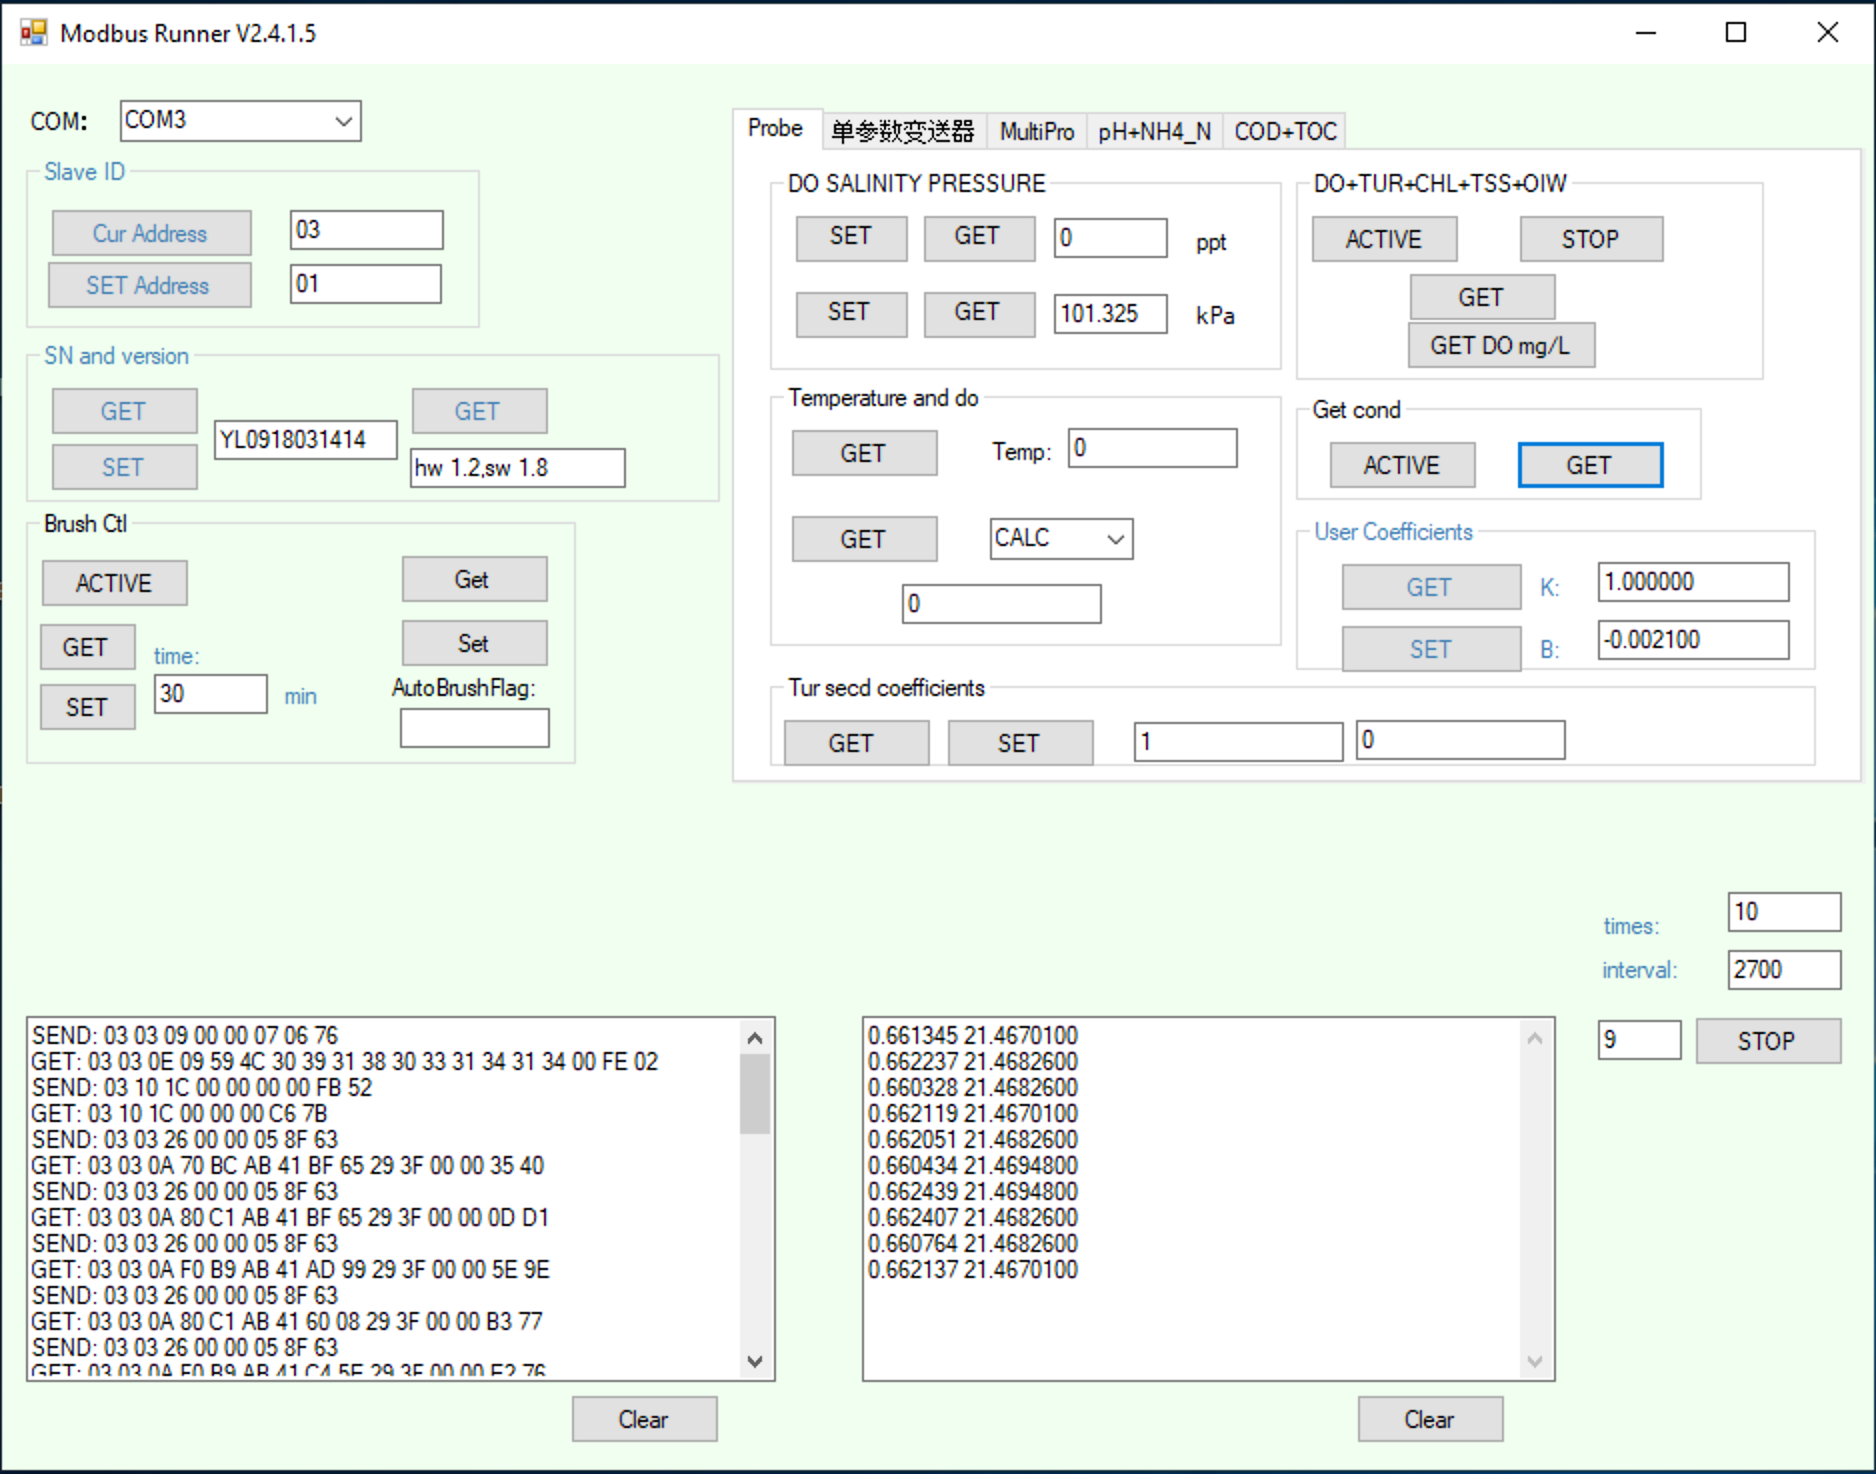 Modbus Runner V2.4.1.5
COM:
COM3
Slave ID
Cur Address
03
SET Address
01
SN and version
GET
GET
YL0918031414
SET
hw 1.2,sw 1.8
Brush Ctl
ACTIVE
Get
GET
time:
Set
SET
30
min
AutoBrushFlag:
Probe
单参数变送器
MultiPro
pH+NH4_N
COD+TOC
DO SALINITY PRESSURE
SET
GET
0
ppt
SET
GET
101.325
kPa
DO+TUR+CHL+TSS+OIW
ACTIVE
STOP
GET
GET DO mg/L
Temperature and do
GET
Temp:
0
GET
CALC
0
Get cond
ACTIVE
GET
User Coefficients
GET
K:
1.000000
SET
B:
-0.002100
Tur secd coefficients
GET
SET
1
0
times:
10
interval:
2700
9
STOP
SEND: 03 03 09 00 00 07 06 76
GET: 03 03 0E 09 59 4C 30 39 31 38 30 33 31 34 31 34 00 FE 02
SEND: 03 10 1C 00 00 00 00 FB 52
GET: 03 10 1C 00 00 00 C6 7B
SEND: 03 03 26 00 00 05 8F 63
GET: 03 03 0A 70 BC AB 41 BF 65 29 3F 00 00 35 40
SEND: 03 03 26 00 00 05 8F 63
GET: 03 03 0A 80 C1 AB 41 BF 65 29 3F 00 00 0D D1
SEND: 03 03 26 00 00 05 8F 63
GET: 03 03 0A F0 B9 AB 41 AD 99 29 3F 00 00 5E 9E
SEND: 03 03 26 00 00 05 8F 63
GET: 03 03 0A 80 C1 AB 41 60 08 29 3F 00 00 B3 77
SEND: 03 03 26 00 00 05 8F 63
GET: 03 03 0A F0 B9 AB 41 C4 5E 29 3F 00 00 E2 76
Clear
0.661345 21.4670100
0.662237 21.4682600
0.660328 21.4682600
0.662119 21.4670100
0.662051 21.4682600
0.660434 21.4694800
0.662439 21.4694800
0.662407 21.4682600
0.660764 21.4682600
0.662137 21.4670100
Clear